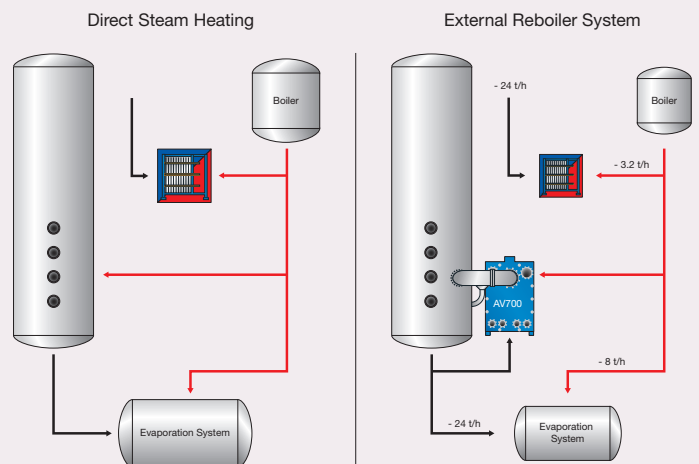 Direct Steam Heating
Boiler
Evaporation System
External Reboiler System
- 24 t/h
Boiler
- 3.2 t/h
AV700
- 8 t/h
- 24 t/h
Evaporation
System